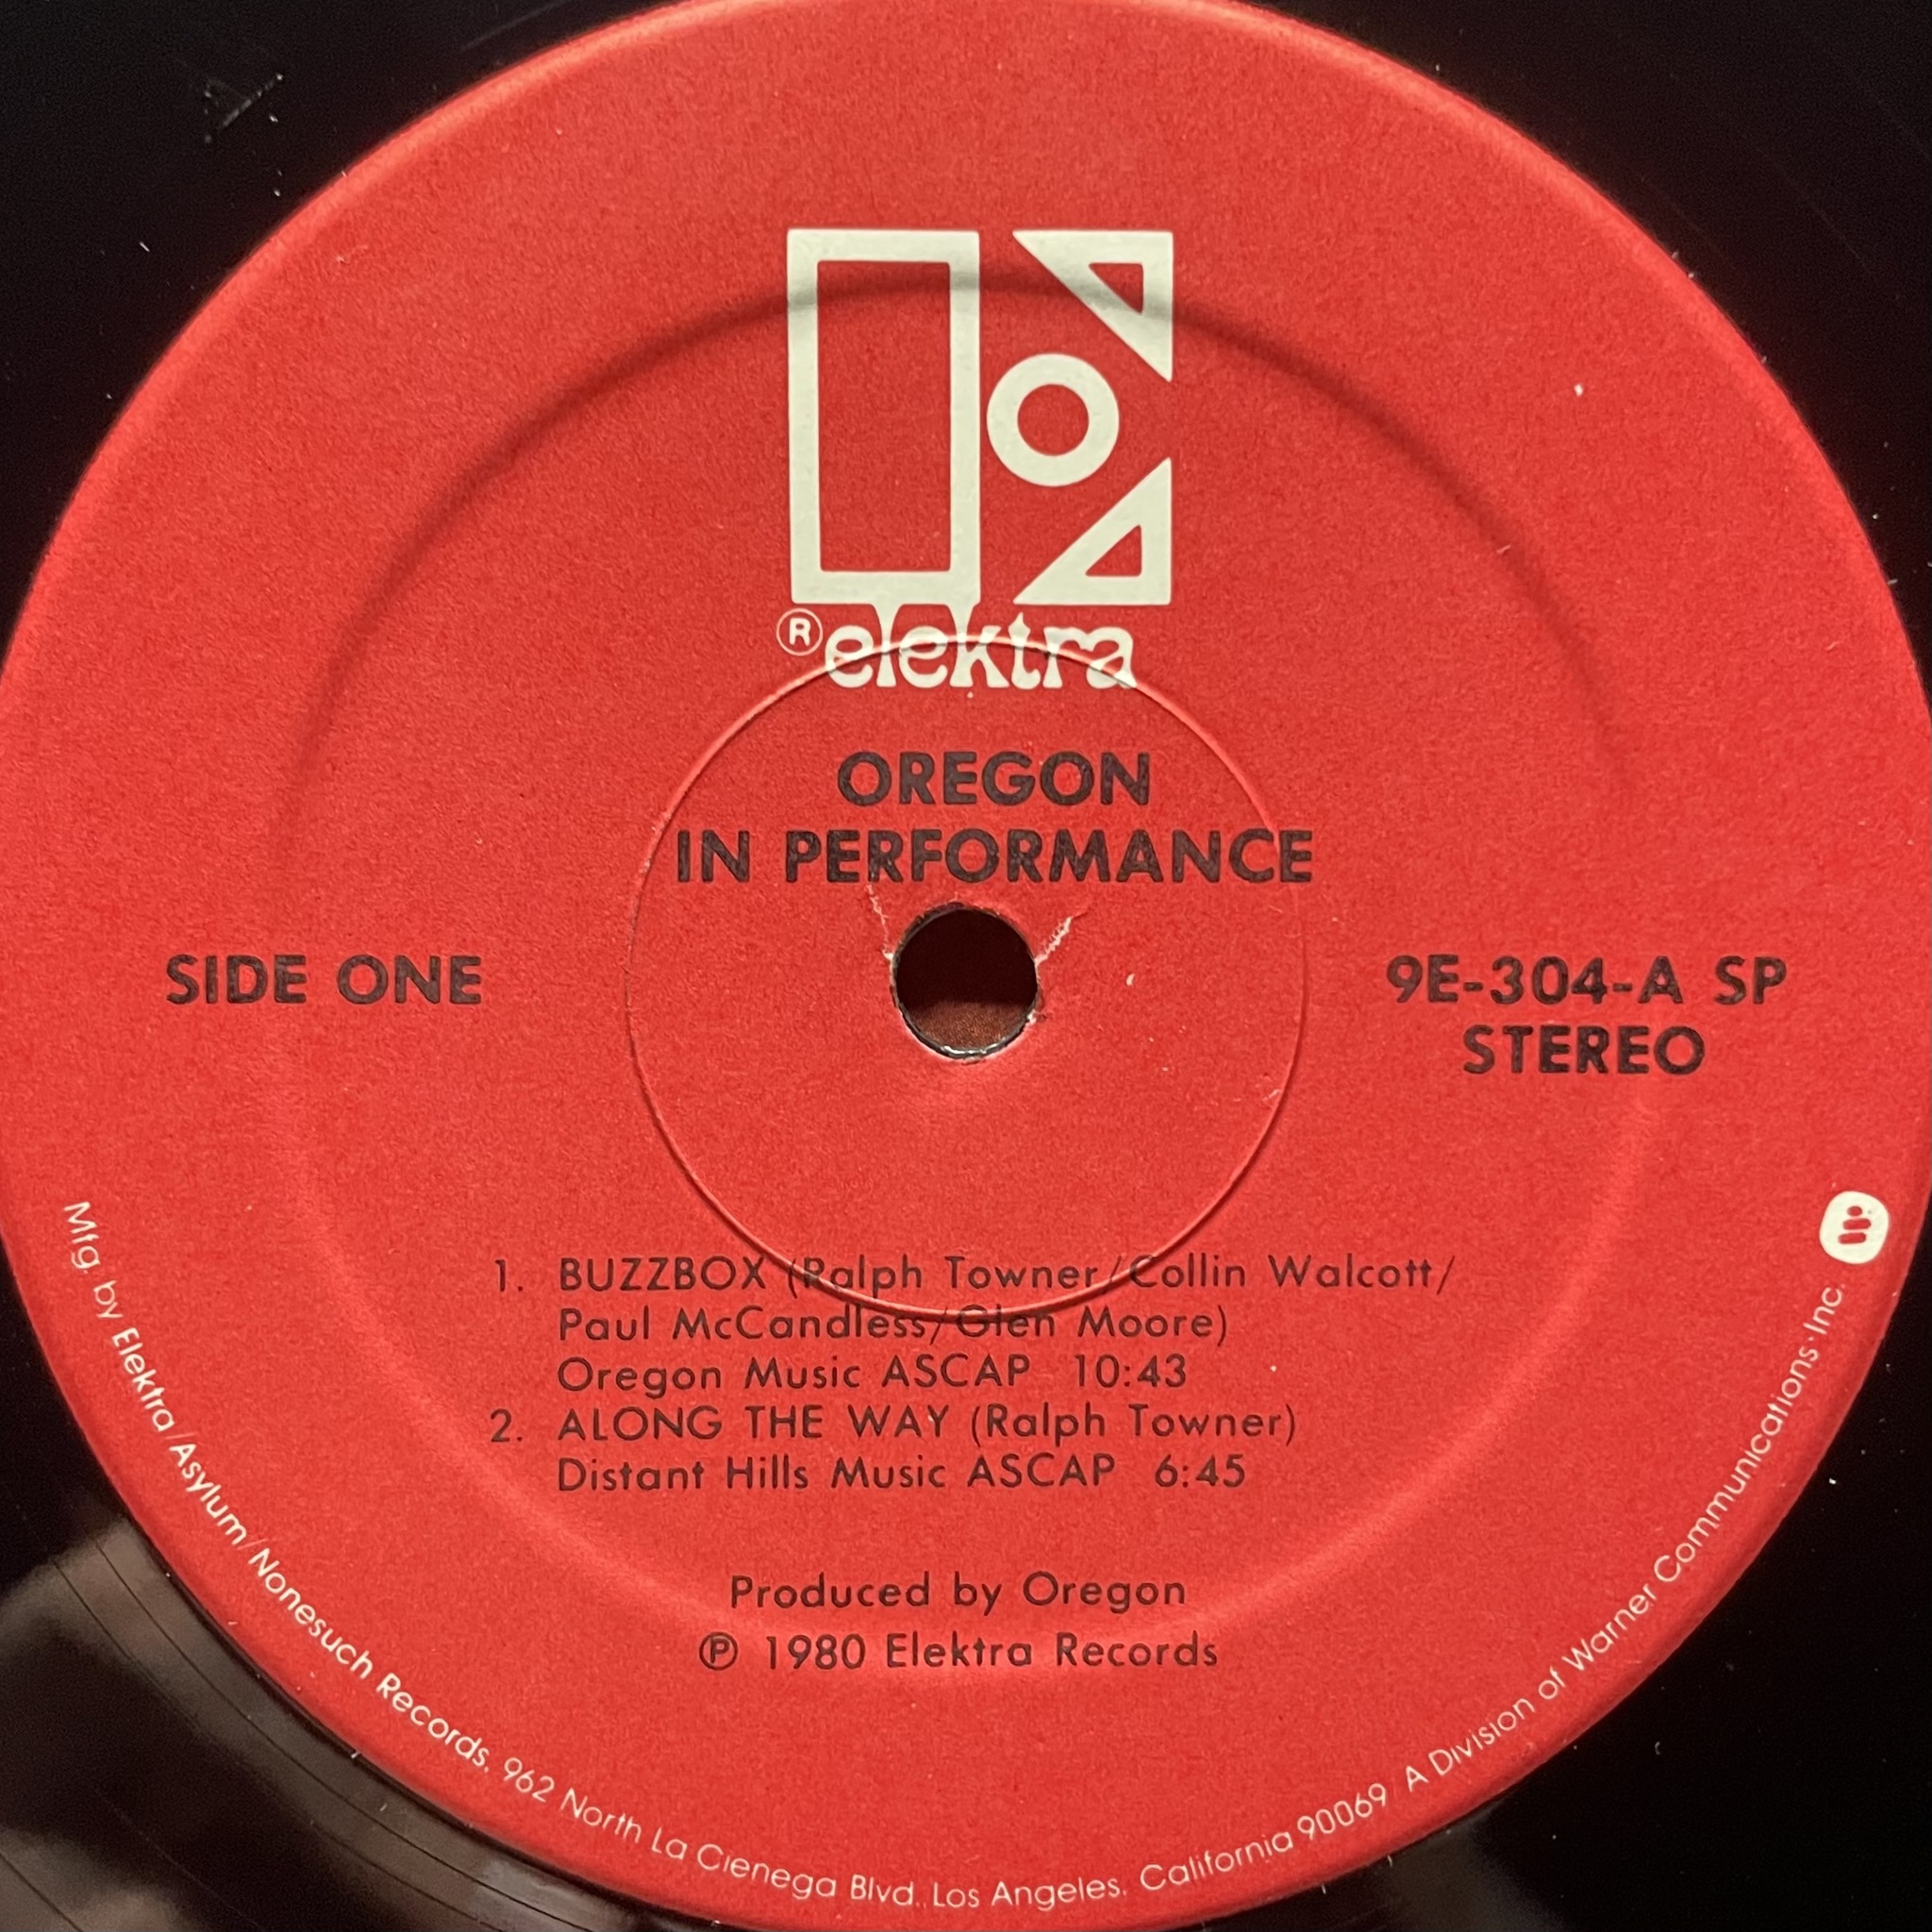 ® elektra
OREGON
IN PERFORMANCE
SIDE ONE
9E-304-A SP
STEREO
1. BUZZBOX (Ralph Towner/Collin Walcott/
Paul McCandless/Glen Moore)
Oregon Music ASCAP 10:43
2. ALONG THE WAY (Ralph Towner)
Distant Hills Music ASCAP 6:45
Produced by Oregon
℗ 1980 Elektra Records
Mfg. by Elektra/Asylum/Nonesuch Records, 962 North La Cienega Blvd., Los Angeles, California 90069 A Division of Warner Communications Inc.